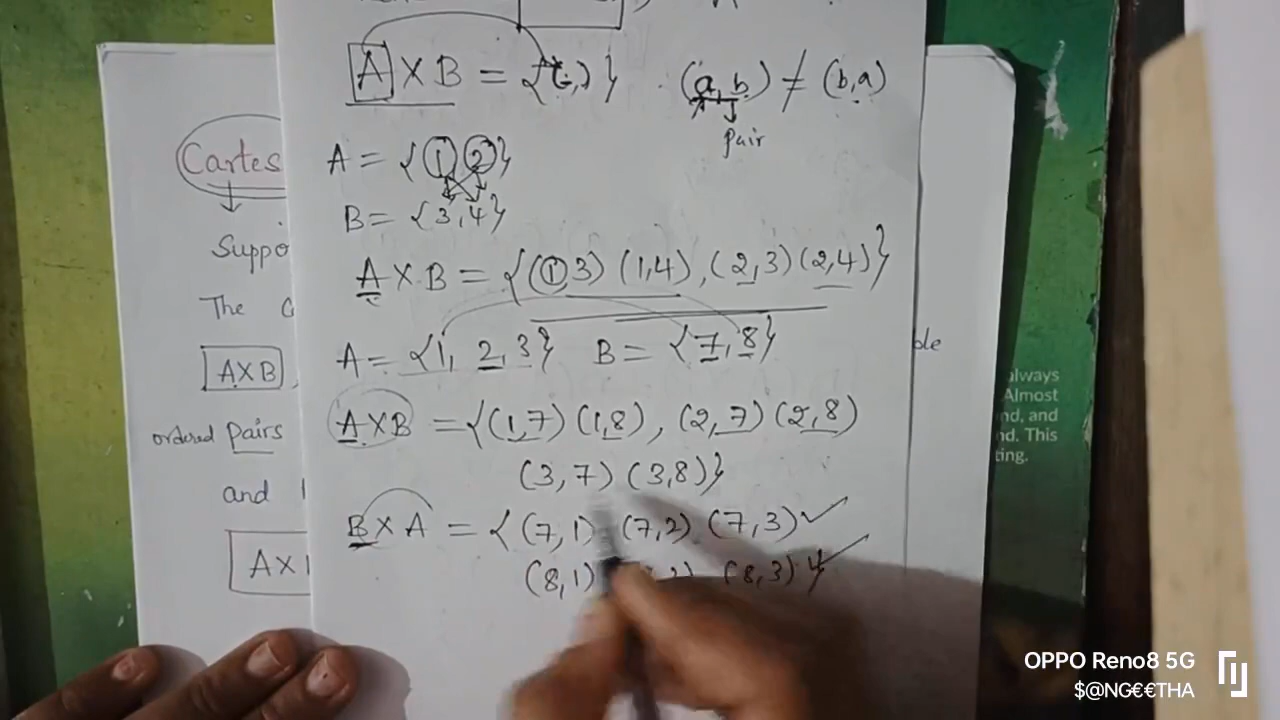 A × B = {(,)} (a, b) ≠ (b, a)
pair
A = {1 2}
B = {3, 4}
A × B = {(1 3) (1,4), (2,3) (2,4)}
A = {1, 2, 3} B = {7, 8}
A × B = {(1,7) (1,8), (2,7) (2,8)
(3,7) (3,8)}
B × A = {(7,1) (7,2) (7,3)
(8,1) (8,3)}
Cartes
Suppo
The C
A×B,
ordered pairs
and
A×
ble
always
Almost
nd, and
nd. This
ting.
OPPO Reno8 5G
$@NG€€THA